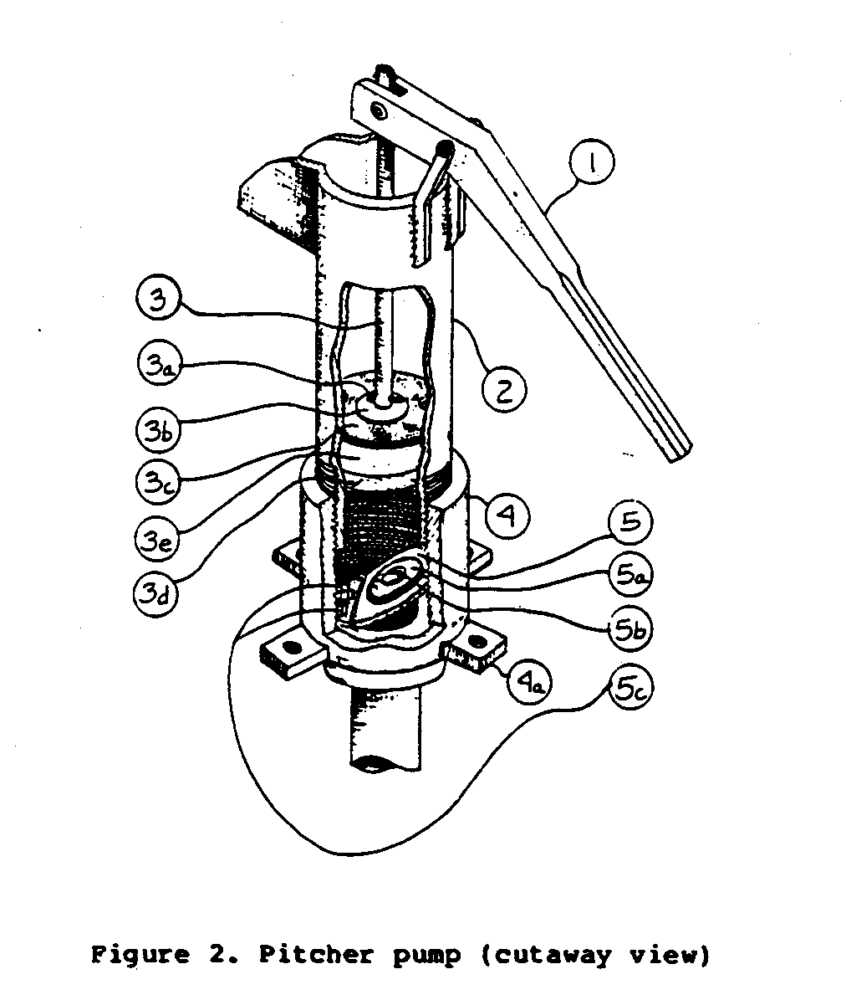 1
3
3a
2
3b
3c
4
5
3e
5a
3d
5b
4a
5c
Figure 2. Pitcher pump (cutaway view)